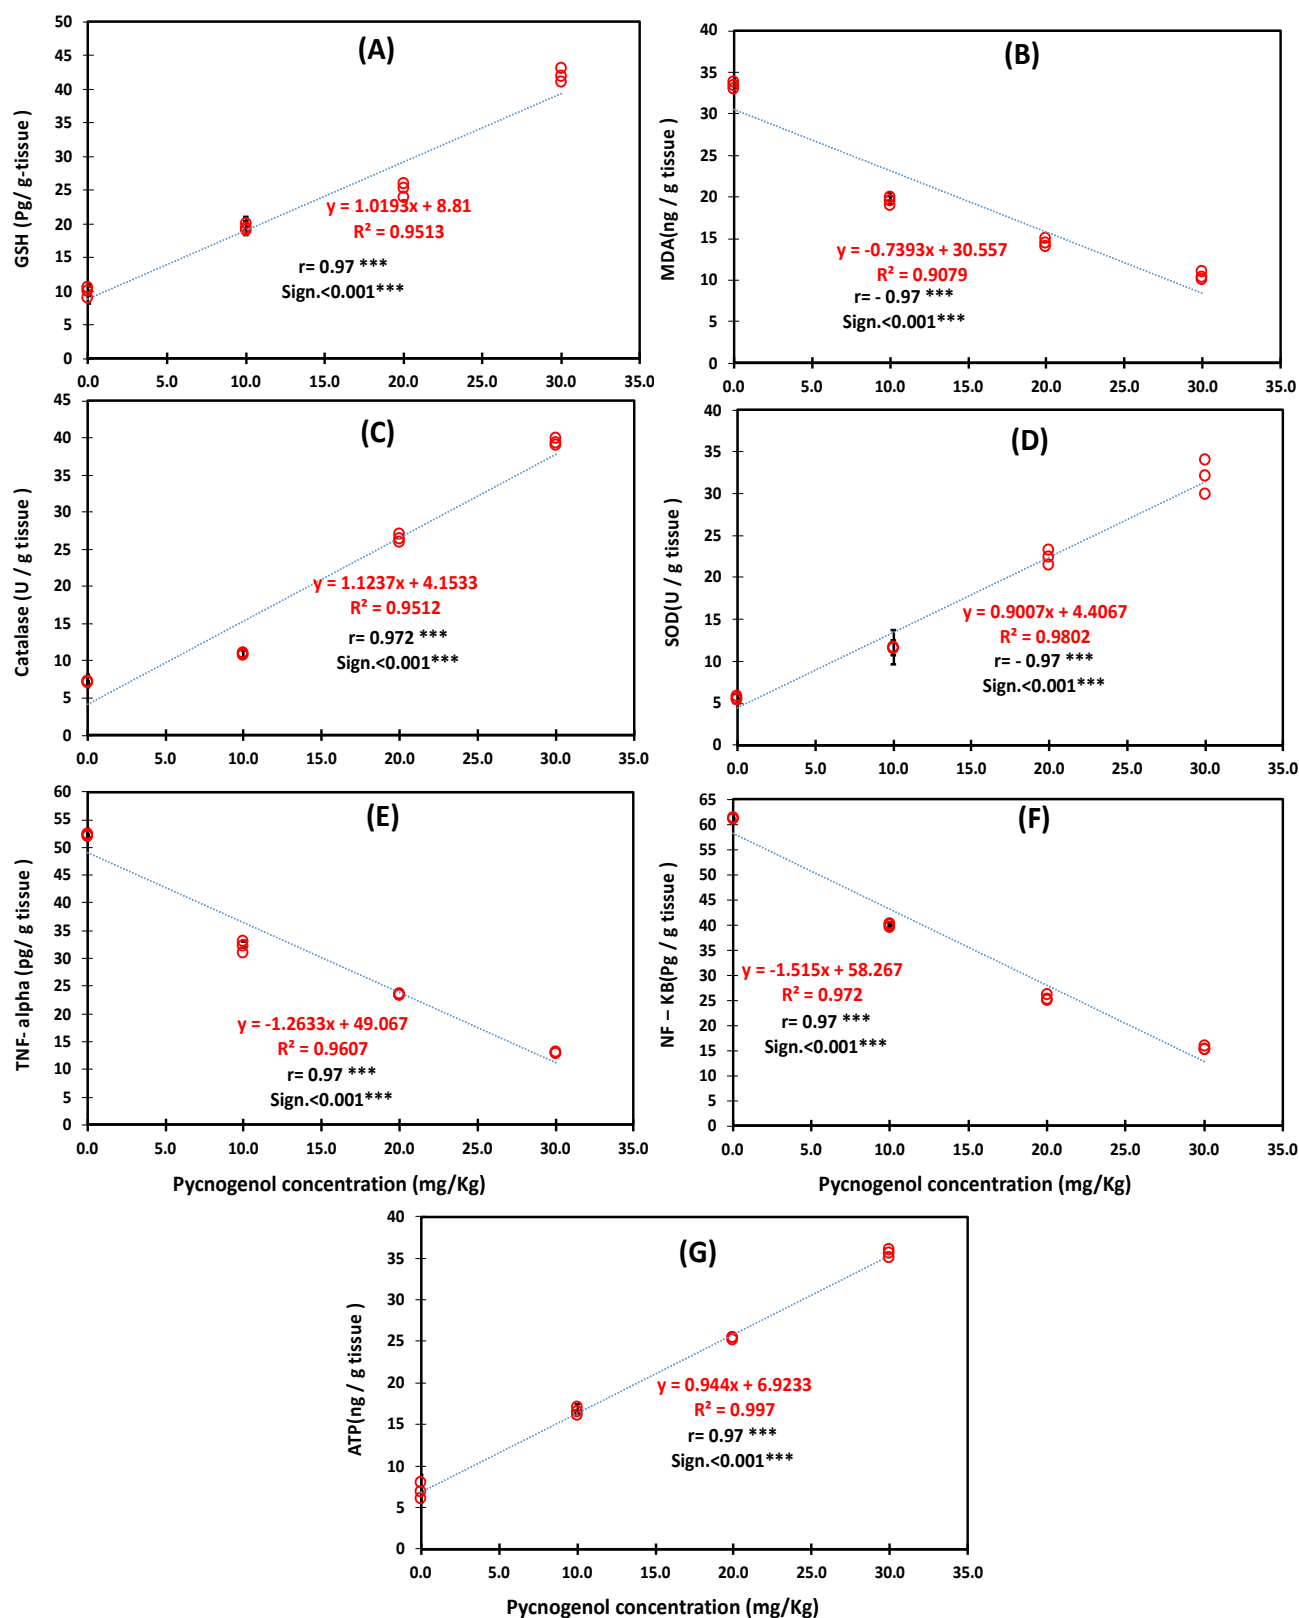 (A)
50
45
40
35
30
25
20
15
10
5
0
GSH (Pg/ g-tissue )
y = 1.0193x + 8.81
R² = 0.9513
r= 0.97 ***
Sign.<0.001***
0.0 5.0 10.0 15.0 20.0 25.0 30.0 35.0
(B)
40
35
30
25
20
15
10
5
0
MDA(ng / g tissue )
y = -0.7393x + 30.557
R² = 0.9079
r= - 0.97 ***
Sign.<0.001***
0.0 5.0 10.0 15.0 20.0 25.0 30.0 35.0
(C)
45
40
35
30
25
20
15
10
5
0
Catalase (U / g tissue )
y = 1.1237x + 4.1533
R² = 0.9512
r= 0.972 ***
Sign.<0.001***
0.0 5.0 10.0 15.0 20.0 25.0 30.0 35.0
(D)
40
35
30
25
20
15
10
5
0
SOD(U / g tissue )
y = 0.9007x + 4.4067
R² = 0.9802
r= - 0.97 ***
Sign.<0.001***
0.0 5.0 10.0 15.0 20.0 25.0 30.0 35.0
(E)
60
55
50
45
40
35
30
25
20
15
10
5
0
TNF- alpha (pg/ g tissue )
y = -1.2633x + 49.067
R² = 0.9607
r= 0.97 ***
Sign.<0.001***
0.0 5.0 10.0 15.0 20.0 25.0 30.0 35.0
Pycnogenol concentration (mg/Kg)
(F)
65
60
55
50
45
40
35
30
25
20
15
10
5
0
NF – KB(Pg / g tissue )
y = -1.515x + 58.267
R² = 0.972
r= 0.97 ***
Sign.<0.001***
0.0 5.0 10.0 15.0 20.0 25.0 30.0 35.0
Pycnogenol concentration (mg/Kg)
(G)
40
35
30
25
20
15
10
5
0
ATP(ng / g tissue )
y = 0.944x + 6.9233
R² = 0.997
r= 0.97 ***
Sign.<0.001***
0.0 5.0 10.0 15.0 20.0 25.0 30.0 35.0
Pycnogenol concentration (mg/Kg)